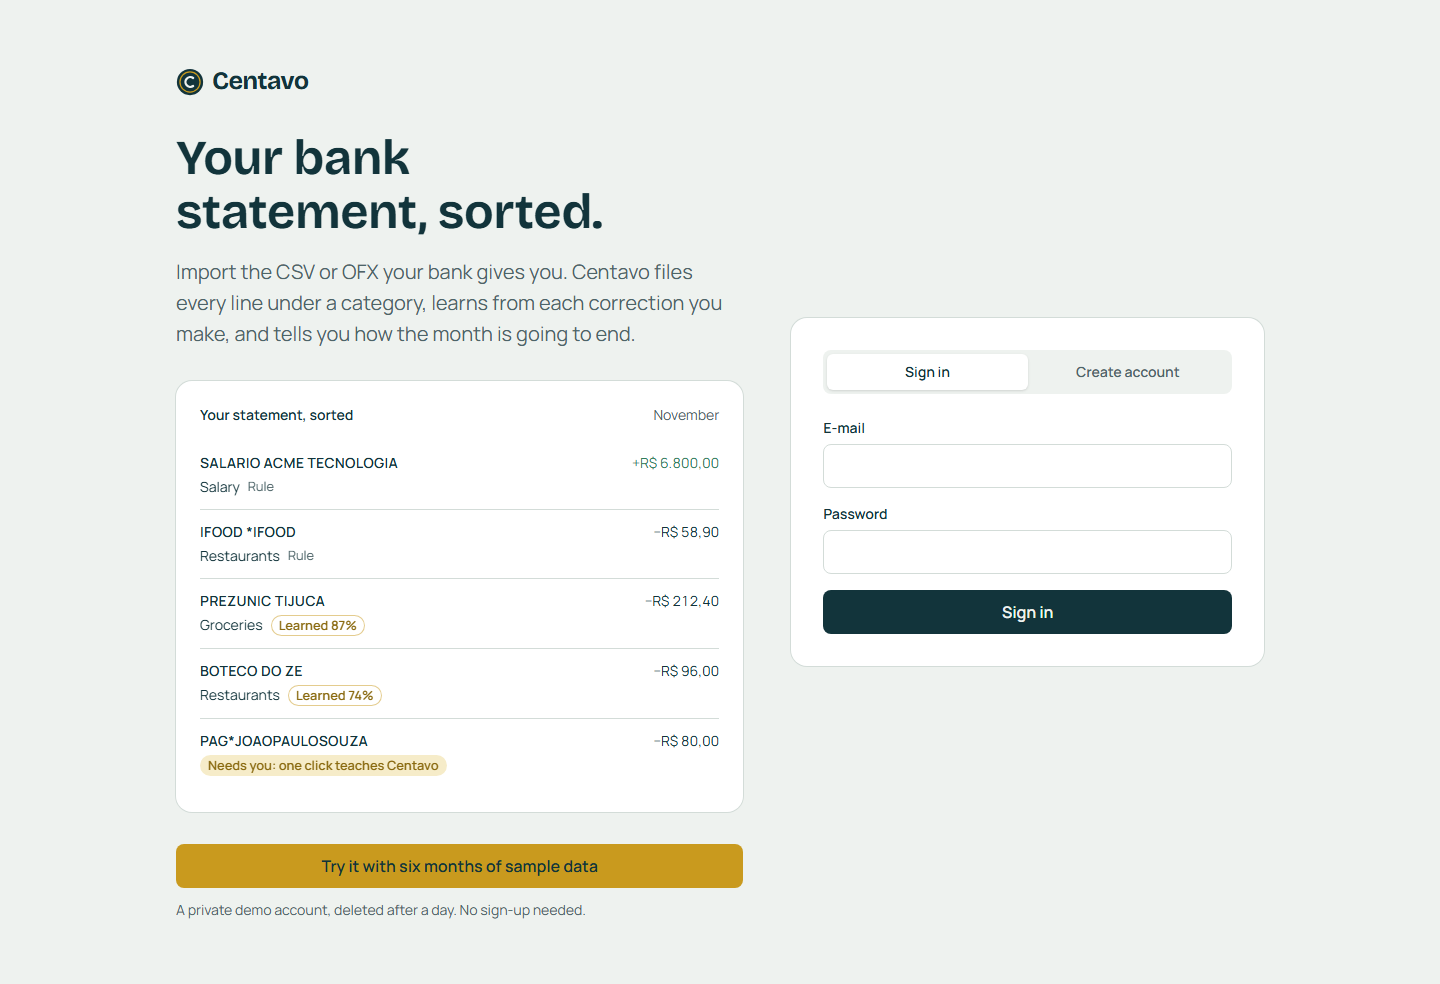 Centavo
Your bank
statement, sorted.
Import the CSV or OFX your bank gives you. Centavo files
every line under a category, learns from each correction you
make, and tells you how the month is going to end.
Your statement, sorted November
SALARIO ACME TECNOLOGIA +R$ 6.800,00
Salary Rule
IFOOD *IFOOD −R$ 58,90
Restaurants Rule
PREZUNIC TIJUCA −R$ 212,40
Groceries Learned 87%
BOTECO DO ZE −R$ 96,00
Restaurants Learned 74%
PAG*JOAOPAULOSOUZA −R$ 80,00
Needs you: one click teaches Centavo
Try it with six months of sample data
A private demo account, deleted after a day. No sign-up needed.
Sign in Create account
E-mail
Password
Sign in